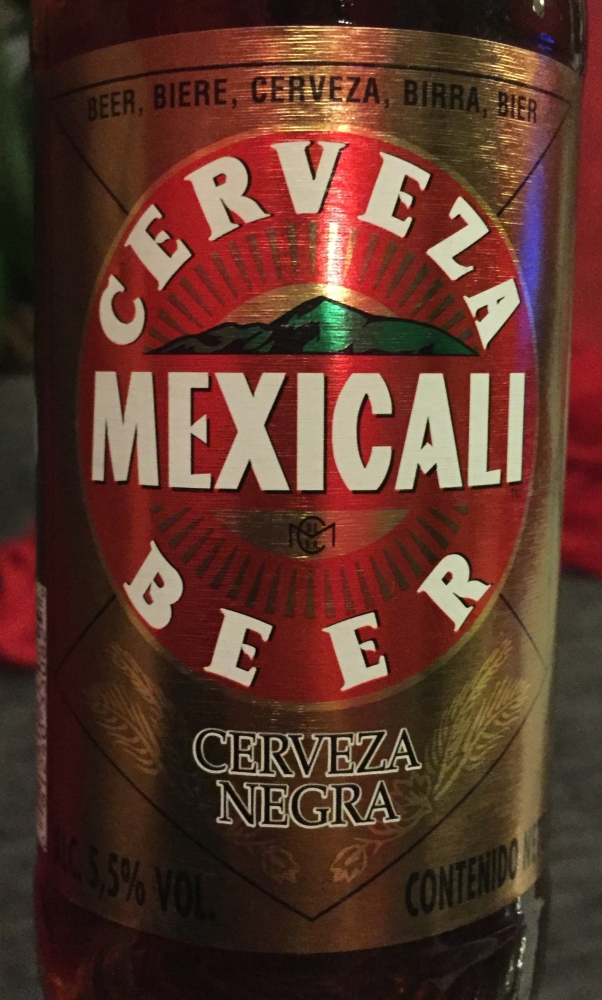 BEER, BIERE, CERVEZA, BIRRA, BIER
CERVEZA
MEXICALI
BEER
CERVEZA
NEGRA
ALC. 5,5% VOL.
CONTENIDO